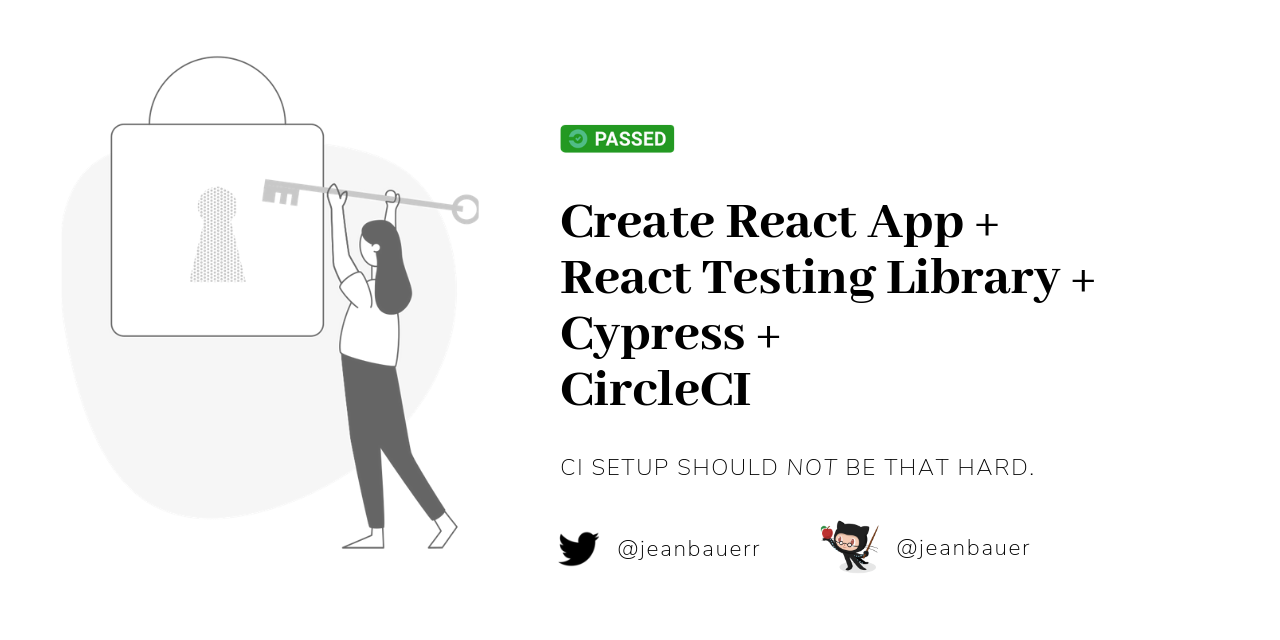 PASSED
Create React App +
React Testing Library +
Cypress +
CircleCI
CI SETUP SHOULD NOT BE THAT HARD.
@jeanbauerr
@jeanbauer